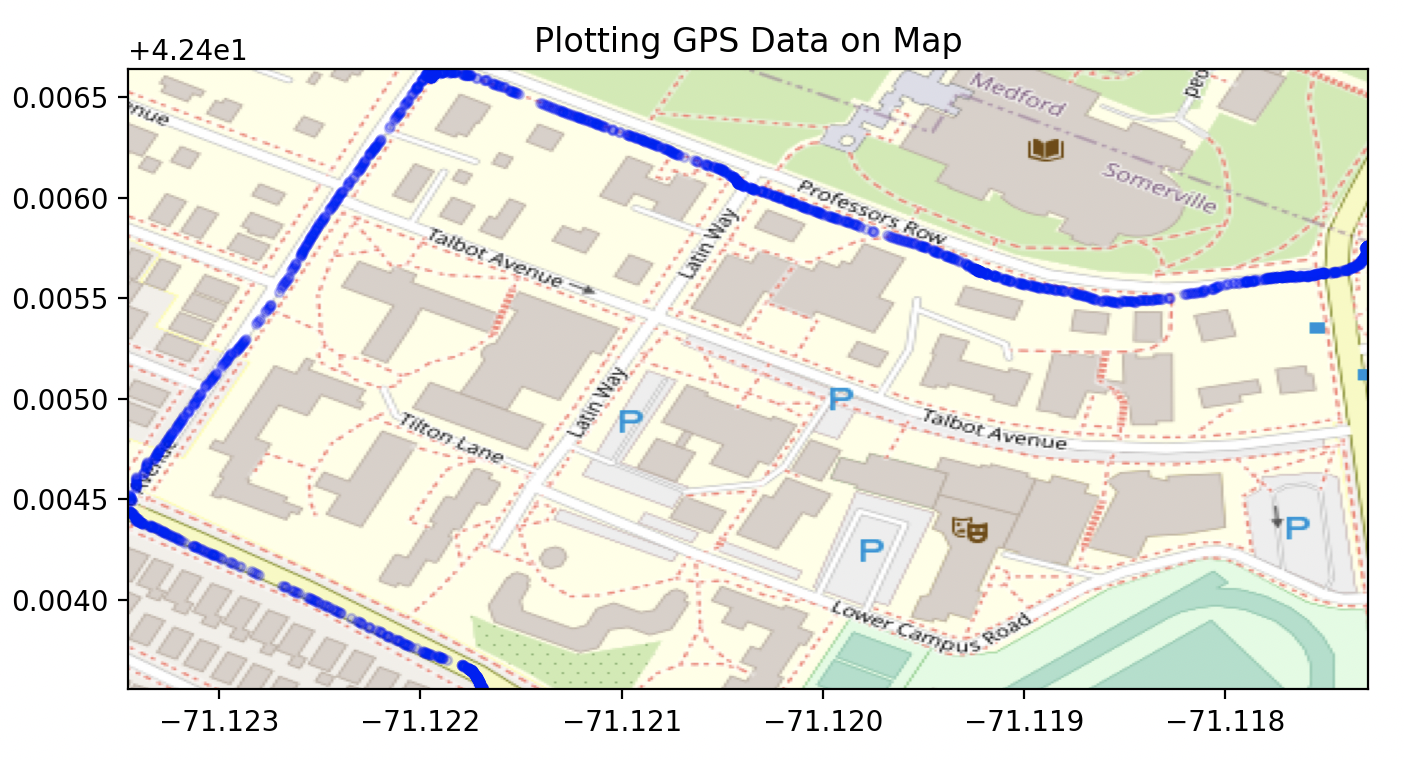 Plotting GPS Data on Map
+4.24e1
0.0065
0.0060
0.0055
0.0050
0.0045
0.0040
enue
Medford
oad
Somerville
Professors Row
Latin Way
Talbot Avenue
Latin Way
P
P
Talbot Avenue
Tilton Lane
P
P
Lower Campus Road
−71.123
−71.122
−71.121
−71.120
−71.119
−71.118